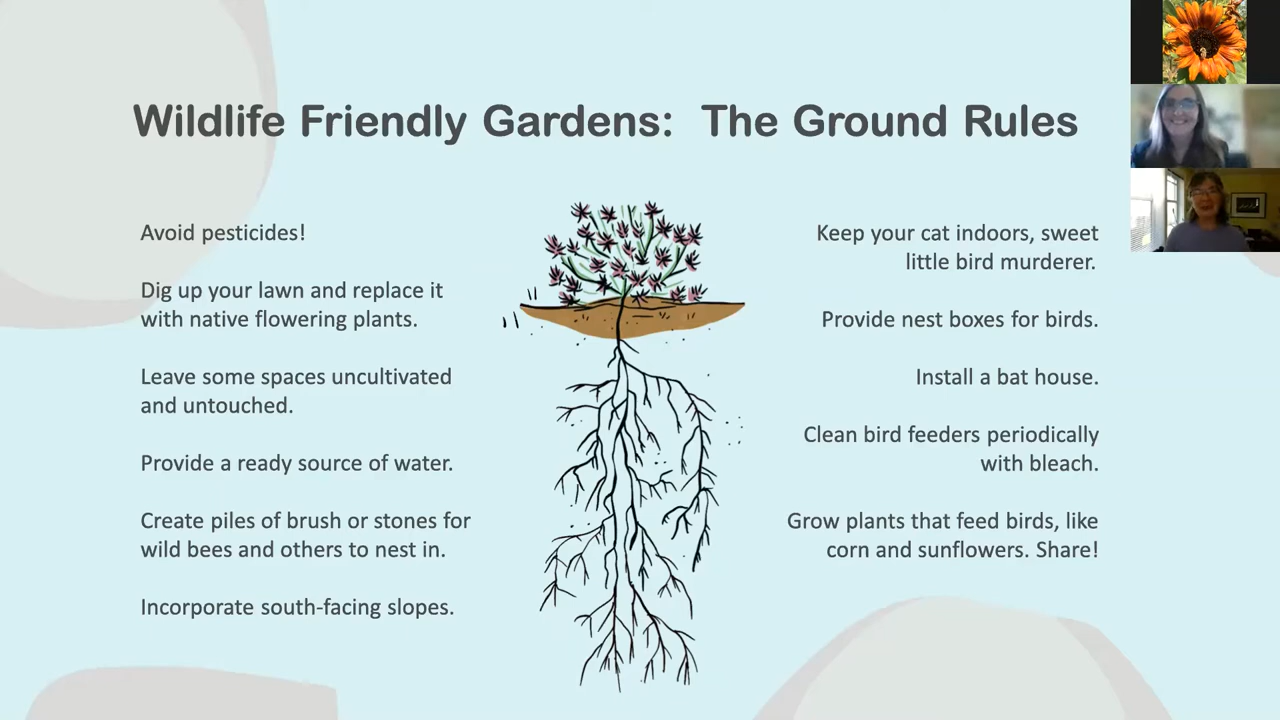 Wildlife Friendly Gardens: The Ground Rules
Avoid pesticides!
Dig up your lawn and replace it
with native flowering plants.
Leave some spaces uncultivated
and untouched.
Provide a ready source of water.
Create piles of brush or stones for
wild bees and others to nest in.
Incorporate south-facing slopes.
Keep your cat indoors, sweet
little bird murderer.
Provide nest boxes for birds.
Install a bat house.
Clean bird feeders periodically
with bleach.
Grow plants that feed birds, like
corn and sunflowers. Share!